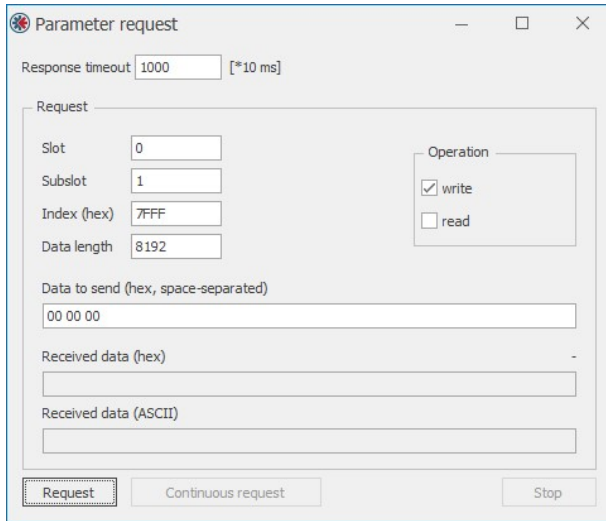 Parameter request
Response timeout 1000 [*10 ms]
Request
Slot 0
Subslot 1
Index (hex) 7FFF
Data length 8192
Operation
write
read
Data to send (hex, space-separated)
00 00 00
Received data (hex) -
Received data (ASCII)
Request Continuous request Stop